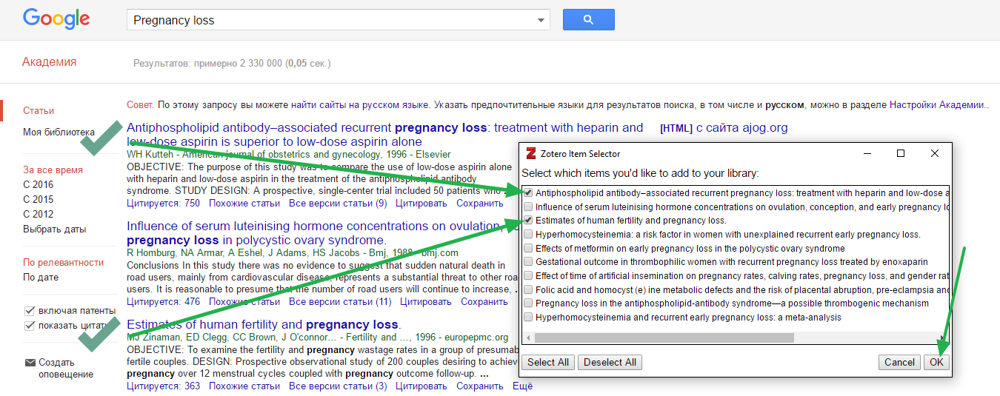 Google
Pregnancy loss
Академия
Результатов: примерно 2 330 000 (0,05 сек.)
Статьи
Моя библиотека
За все время
С 2016
С 2015
С 2012
Выбрать даты
По релевантности
По дате
включая патенты
показать
Создать
оповещение
Совет. По этому запросу вы можете найти сайты на русском языке. Указать предпочтительные языки для результатов поиска, в том числе и русском, можно в разделе Настройки Академии..
Antiphospholipid antibody–associated recurrent pregnancy loss: treatment with heparin and
low-dose aspirin is superior to low-dose aspirin alone
[HTML] с сайта ajog.org
WH Kutteh - American journal of obstetrics and gynecology, 1996 - Elsevier
OBJECTIVE: The purpose of this study was to compare the use of low-dose aspirin alone
with heparin and low-dose aspirin in the treatment of the antiphospholipid antibody
syndrome. STUDY DESIGN: A prospective, single-center trial included 50 patients who ...
Цитируется: 750 Похожие статьи Все версии статьи (9) Цитировать Сохранить
Influence of serum luteinising hormone concentrations on ovulation,
pregnancy loss in polycystic ovary syndrome.
R Homburg, NA Armar, A Eshel, J Adams, HS Jacobs - Bmj, 1988 - bmj.com
Conclusions In this study there was no evidence to suggest that sudden natural death in
road users, mainly from cardiovascular disease, represents a substantial threat to other roa
users. It is reasonable to presume that the number of road users will continue to increase, ..
Цитируется: 476 Похожие статьи Все версии статьи (11) Цитировать Сохранить
Estimates of human fertility and pregnancy loss.
MJ Zinaman, ED Clegg, CC Brown, J O'connor... - Fertility and ..., 1996 - europepmc.org
OBJECTIVE: To examine the fertility and pregnancy wastage rates in a group of presumab
fertile couples. DESIGN: Prospective observational study of 200 couples desiring to achiev
pregnancy over 12 menstrual cycles coupled with pregnancy outcome follow-up. ...
Цитируется: 363 Похожие статьи Все версии статьи (3) Цитировать Сохранить Ещё
Zotero Item Selector
Select which items you'd like to add to your library:
Antiphospholipid antibody–associated recurrent pregnancy loss: treatment with heparin and low-dose a
Influence of serum luteinising hormone concentrations on ovulation, conception, and early pregnancy lo
Estimates of human fertility and pregnancy loss.
Hyperhomocysteinemia: a risk factor in women with unexplained recurrent early pregnancy loss.
Effects of metformin on early pregnancy loss in the polycystic ovary syndrome
Gestational outcome in thrombophilic women with recurrent pregnancy loss treated by enoxaparin
Effect of time of artificial insemination on pregnancy rates, calving rates, pregnancy loss, and gender rat
Folic acid and homocyst (e) ine metabolic defects and the risk of placental abruption, pre-eclampsia and
Pregnancy loss in the antiphospholipid-antibody syndrome—a possible thrombogenic mechanism
Hyperhomocysteinemia and recurrent early pregnancy loss: a meta-analysis
Select All Deselect All Cancel OK